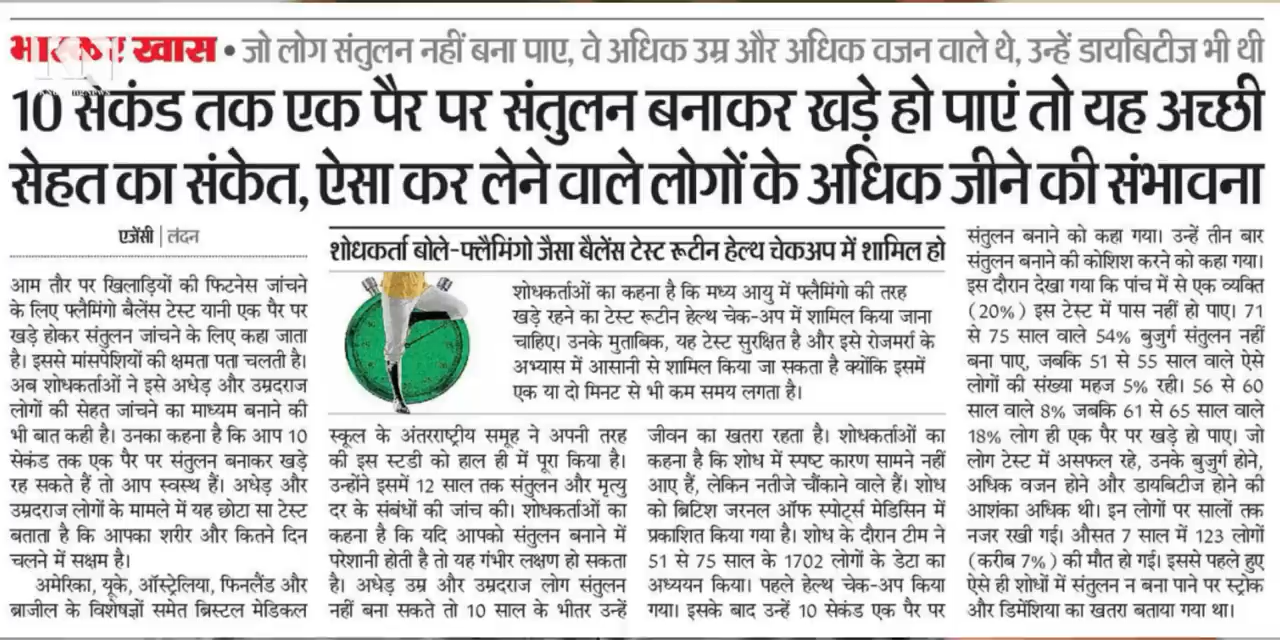 खास • जो लोग संतुलन नहीं बना पाए, वे अधिक उम्र और अधिक वजन वाले थे, उन्हें डायबिटीज भी थी
10 सेकंड तक एक पैर पर संतुलन बनाकर खड़े हो पाएं तो यह अच्छी
सेहत का संकेत, ऐसा कर लेने वाले लोगों के अधिक जीने की संभावना
एजेंसी | लंदन
आम तौर पर खिलाड़ियों की फिटनेस जांचने
के लिए फ्लैमिंगो बैलेंस टेस्ट यानी एक पैर पर
खड़े होकर संतुलन जांचने के लिए कहा जाता
है। इससे मांसपेशियों की क्षमता पता चलती है।
अब शोधकर्ताओं ने इसे अधेड़ और उम्रदराज
लोगों की सेहत जांचने का माध्यम बनाने की
भी बात कही है। उनका कहना है कि आप 10
सेकंड तक एक पैर पर संतुलन बनाकर खड़े
रह सकते हैं तो आप स्वस्थ हैं। अधेड़ और
उम्रदराज लोगों के मामले में यह छोटा सा टेस्ट
बताता है कि आपका शरीर और कितने दिन
चलने में सक्षम है।
अमेरिका, यूके, ऑस्ट्रेलिया, फिनलैंड और
ब्राजील के विशेषज्ञों समेत ब्रिस्टल मेडिकल
शोधकर्ता बोले-फ्लैमिंगो जैसा बैलेंस टेस्ट रूटीन हेल्थ चेकअप में शामिल हो
शोधकर्ताओं का कहना है कि मध्य आयु में फ्लैमिंगो की तरह
खड़े रहने का टेस्ट रूटीन हेल्थ चेक-अप में शामिल किया जाना
चाहिए। उनके मुताबिक, यह टेस्ट सुरक्षित है और इसे रोजमर्रा के
अभ्यास में आसानी से शामिल किया जा सकता है क्योंकि इसमें
एक या दो मिनट से भी कम समय लगता है।
स्कूल के अंतरराष्ट्रीय समूह ने अपनी तरह
की इस स्टडी को हाल ही में पूरा किया है।
उन्होंने इसमें 12 साल तक संतुलन और मृत्यु
दर के संबंधों की जांच की। शोधकर्ताओं का
कहना है कि यदि आपको संतुलन बनाने में
परेशानी होती है तो यह गंभीर लक्षण हो सकता
है। अधेड़ उम्र और उम्रदराज लोग संतुलन
नहीं बना सकते तो 10 साल के भीतर उन्हें
जीवन का खतरा रहता है। शोधकर्ताओं का
कहना है कि शोध में स्पष्ट कारण सामने नहीं
आए हैं, लेकिन नतीजे चौंकाने वाले हैं। शोध
को ब्रिटिश जरनल ऑफ स्पोर्ट्स मेडिसिन में
प्रकाशित किया गया है। शोध के दौरान टीम ने
51 से 75 साल के 1702 लोगों के डेटा का
अध्ययन किया। पहले हेल्थ चेक-अप किया
गया। इसके बाद उन्हें 10 सेकंड एक पैर पर
संतुलन बनाने को कहा गया। उन्हें तीन बार
संतुलन बनाने की कोशिश करने को कहा गया।
इस दौरान देखा गया कि पांच में से एक व्यक्ति
(20%) इस टेस्ट में पास नहीं हो पाए। 71
से 75 साल वाले 54% बुजुर्ग संतुलन नहीं
बना पाए, जबकि 51 से 55 साल वाले ऐसे
लोगों की संख्या महज 5% रही। 56 से 60
साल वाले 8% जबकि 61 से 65 साल वाले
18% लोग ही एक पैर पर खड़े हो पाए। जो
लोग टेस्ट में असफल रहे, उनके बुजुर्ग होने,
अधिक वजन होने और डायबिटीज होने की
आशंका अधिक थी। इन लोगों पर सालों तक
नजर रखी गई। औसत 7 साल में 123 लोगों
(करीब 7%) की मौत हो गई। इससे पहले हुए
ऐसे ही शोधों में संतुलन न बना पाने पर स्ट्रोक
और डिमेंशिया का खतरा बताया गया था।